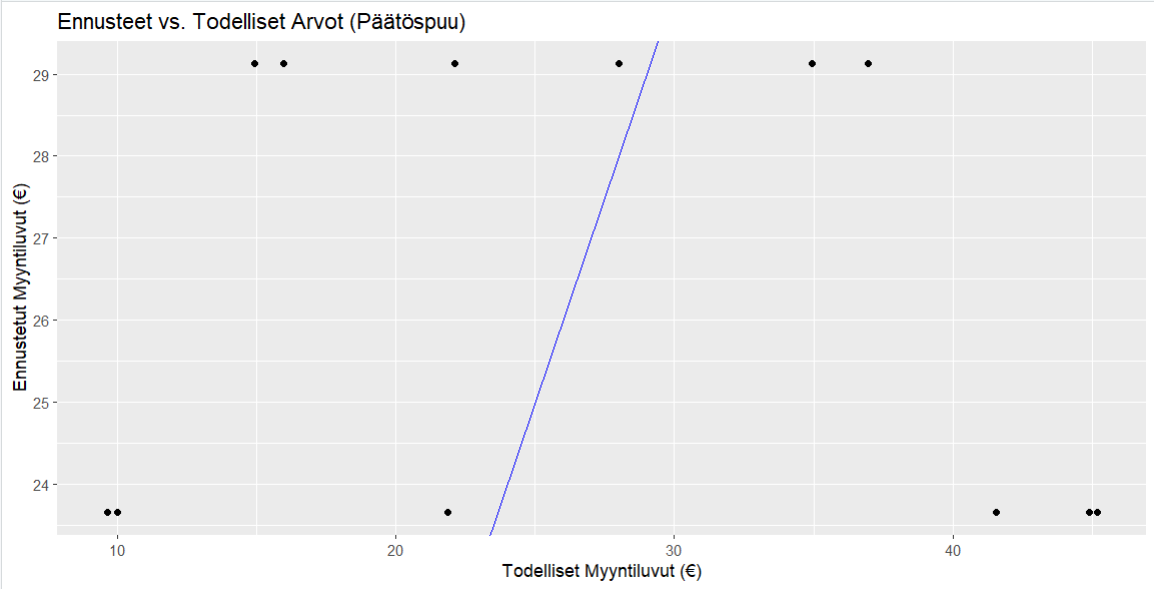 Ennusteet vs. Todelliset Arvot (Päätöspuu)
Ennustetut Myyntiluvut (€)
29
28
27
26
25
24
10 20 30 40
Todelliset Myyntiluvut (€)